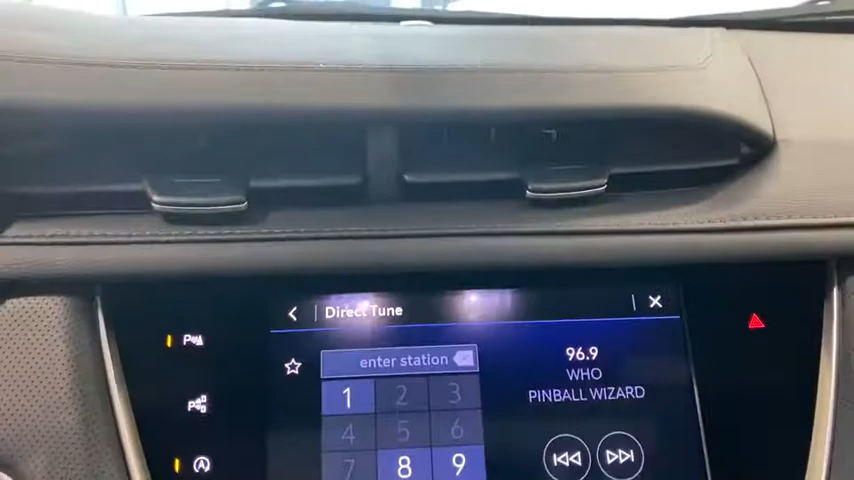 Direct Tune
enter station
1 2 3
4 5 6
7 8 9
96.9
WHO
PINBALL WIZARD